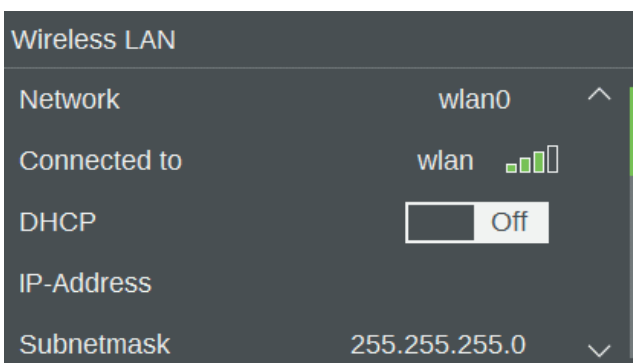 Wireless LAN
Network wlan0
Connected to wlan
DHCP Off
IP-Address
Subnetmask 255.255.255.0